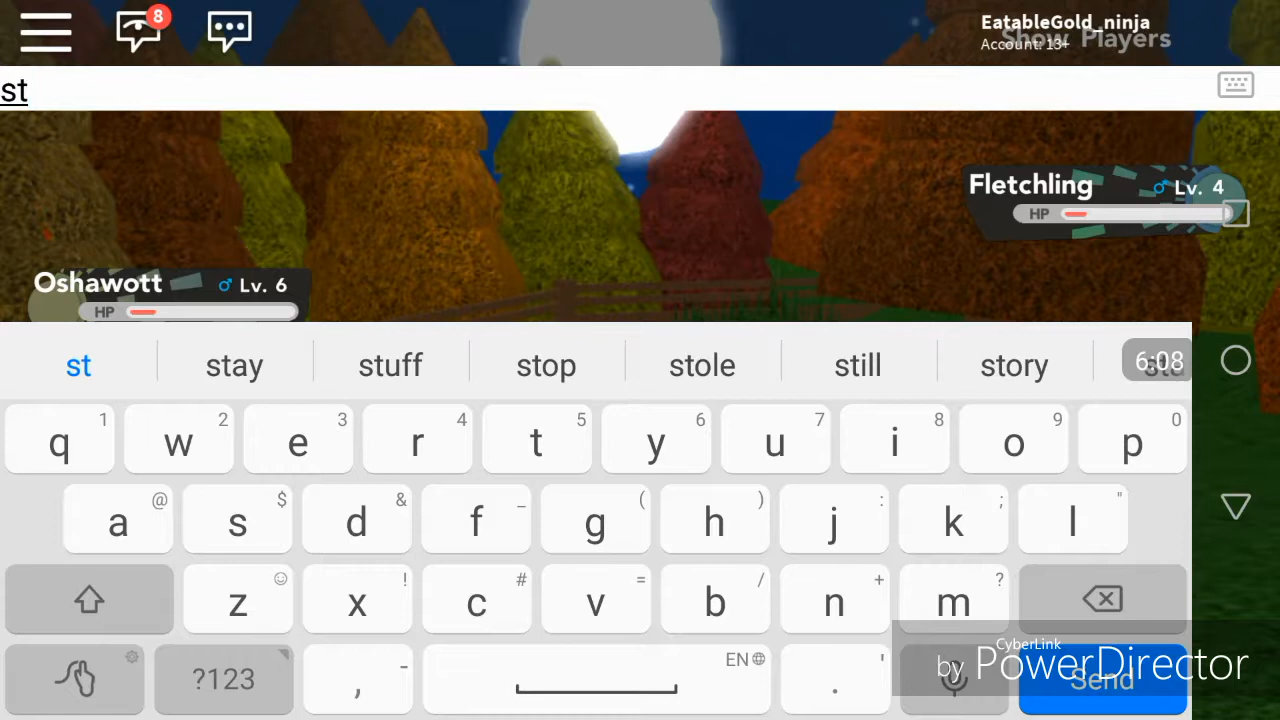 8
EatableGold_ninja
Account: 13+
Show Players
st
Fletchling ♂ Lv. 4
HP
Oshawott ♂ Lv. 6
HP
st stay stuff stop stole still story
6:08
1 2 3 4 5 6 7 8 9 0
q w e r t y u i o p
@ $ & _ ( ) : ; "
a s d f g h j k l
! # = / + ?
z x c v b n m
?123 , - EN . '
Send
CyberLink
by PowerDirector